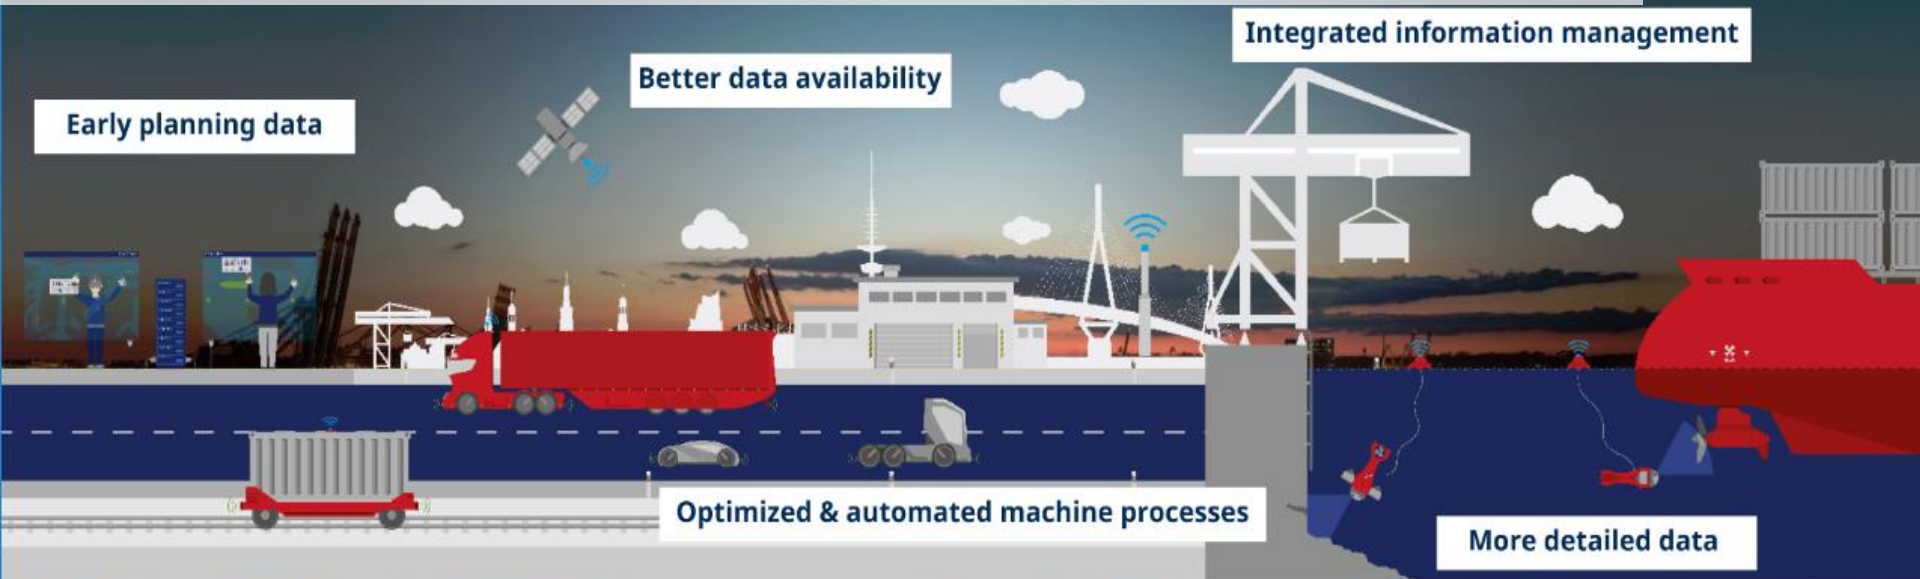 Integrated information management
Better data availability
Early planning data
Optimized & automated machine processes
More detailed data